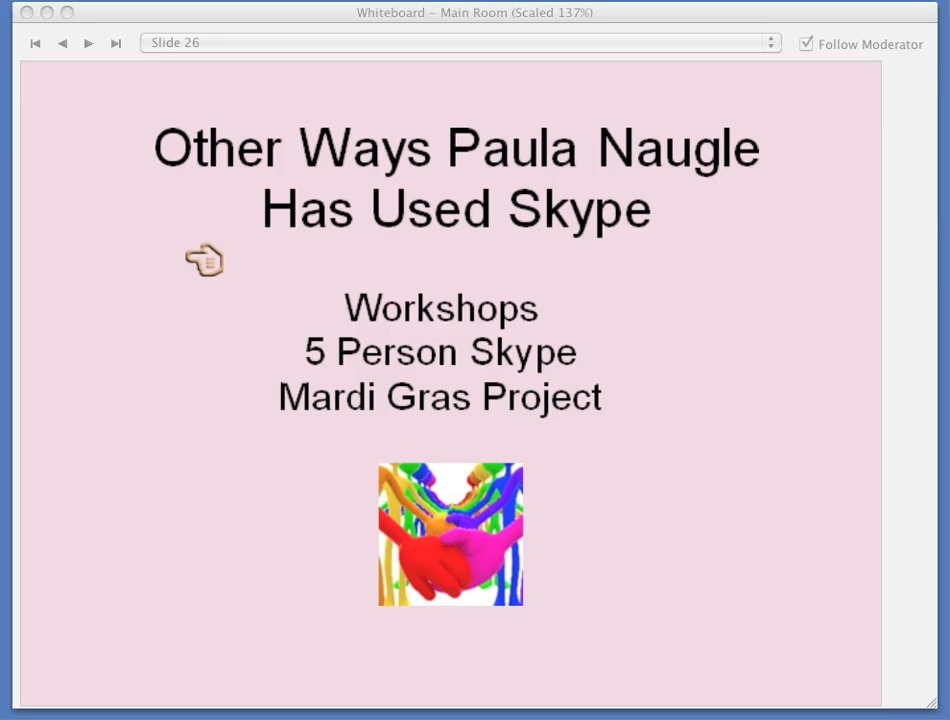 Whiteboard – Main Room (Scaled 137%)
Slide 26
Follow Moderator
Other Ways Paula Naugle
Has Used Skype
Workshops
5 Person Skype
Mardi Gras Project